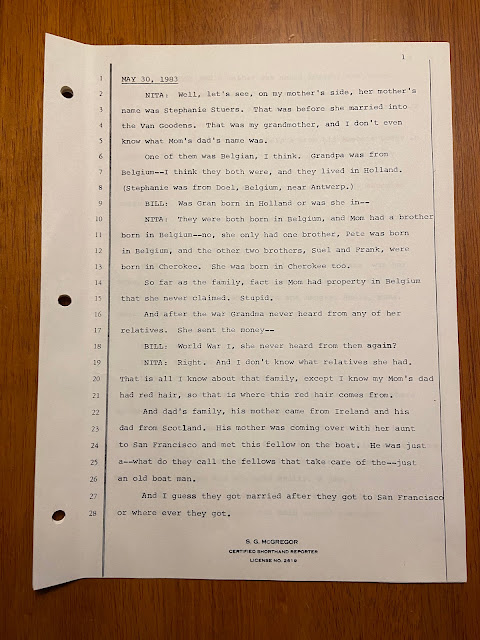 1
1 MAY 30, 1983
2 NITA: Well, let's see, on my mother's side, her mother's
3 name was Stephanie Stuers. That was before she married into
4 the Van Goodens. That was my grandmother, and I don't even
5 know what Mom's dad's name was.
6 One of them was Belgian, I think. Grandpa was from
7 Belgium--I think they both were, and they lived in Holland.
8 (Stephanie was from Doel, Belgium, near Antwerp.)
9 BILL: Was Gran born in Holland or was she in--
10 NITA: They were both born in Belgium, and Mom had a brother
11 born in Belgium--no, she only had one brother, Pete was born
12 in Belgium, and the other two brothers, Suel and Frank, were
13 born in Cherokee. She was born in Cherokee too.
14 So far as the family, fact is Mom had property in Belgium
15 that she never claimed. Stupid.
16 And after the war Grandma never heard from any of her
17 relatives. She sent the money--
18 BILL: World War I, she never heard from them again?
19 NITA: Right. And I don't know what relatives she had.
20 That is all I know about that family, except I know my Mom's dad
21 had red hair, so that is where this red hair comes from.
22 And dad's family, his mother came from Ireland and his
23 dad from Scotland. His mother was coming over with her aunt
24 to San Francisco and met this fellow on the boat. He was just
25 a--what do they call the fellows that take care of the--just
26 an old boat man.
27 And I guess they got married after they got to San Francisco
28 or where ever they got.
S. G. McGREGOR
CERTIFIED SHORTHAND REPORTER
LICENSE NO. 2619